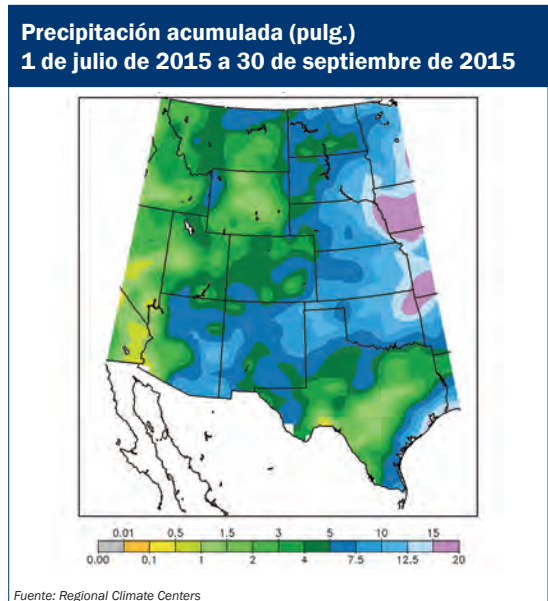 Precipitación acumulada (pulg.)
1 de julio de 2015 a 30 de septiembre de 2015
0.01 0.5 1.5 3 5 10 15
0.00 0.1 1 2 4 7.5 12.5 20
Fuente: Regional Climate Centers